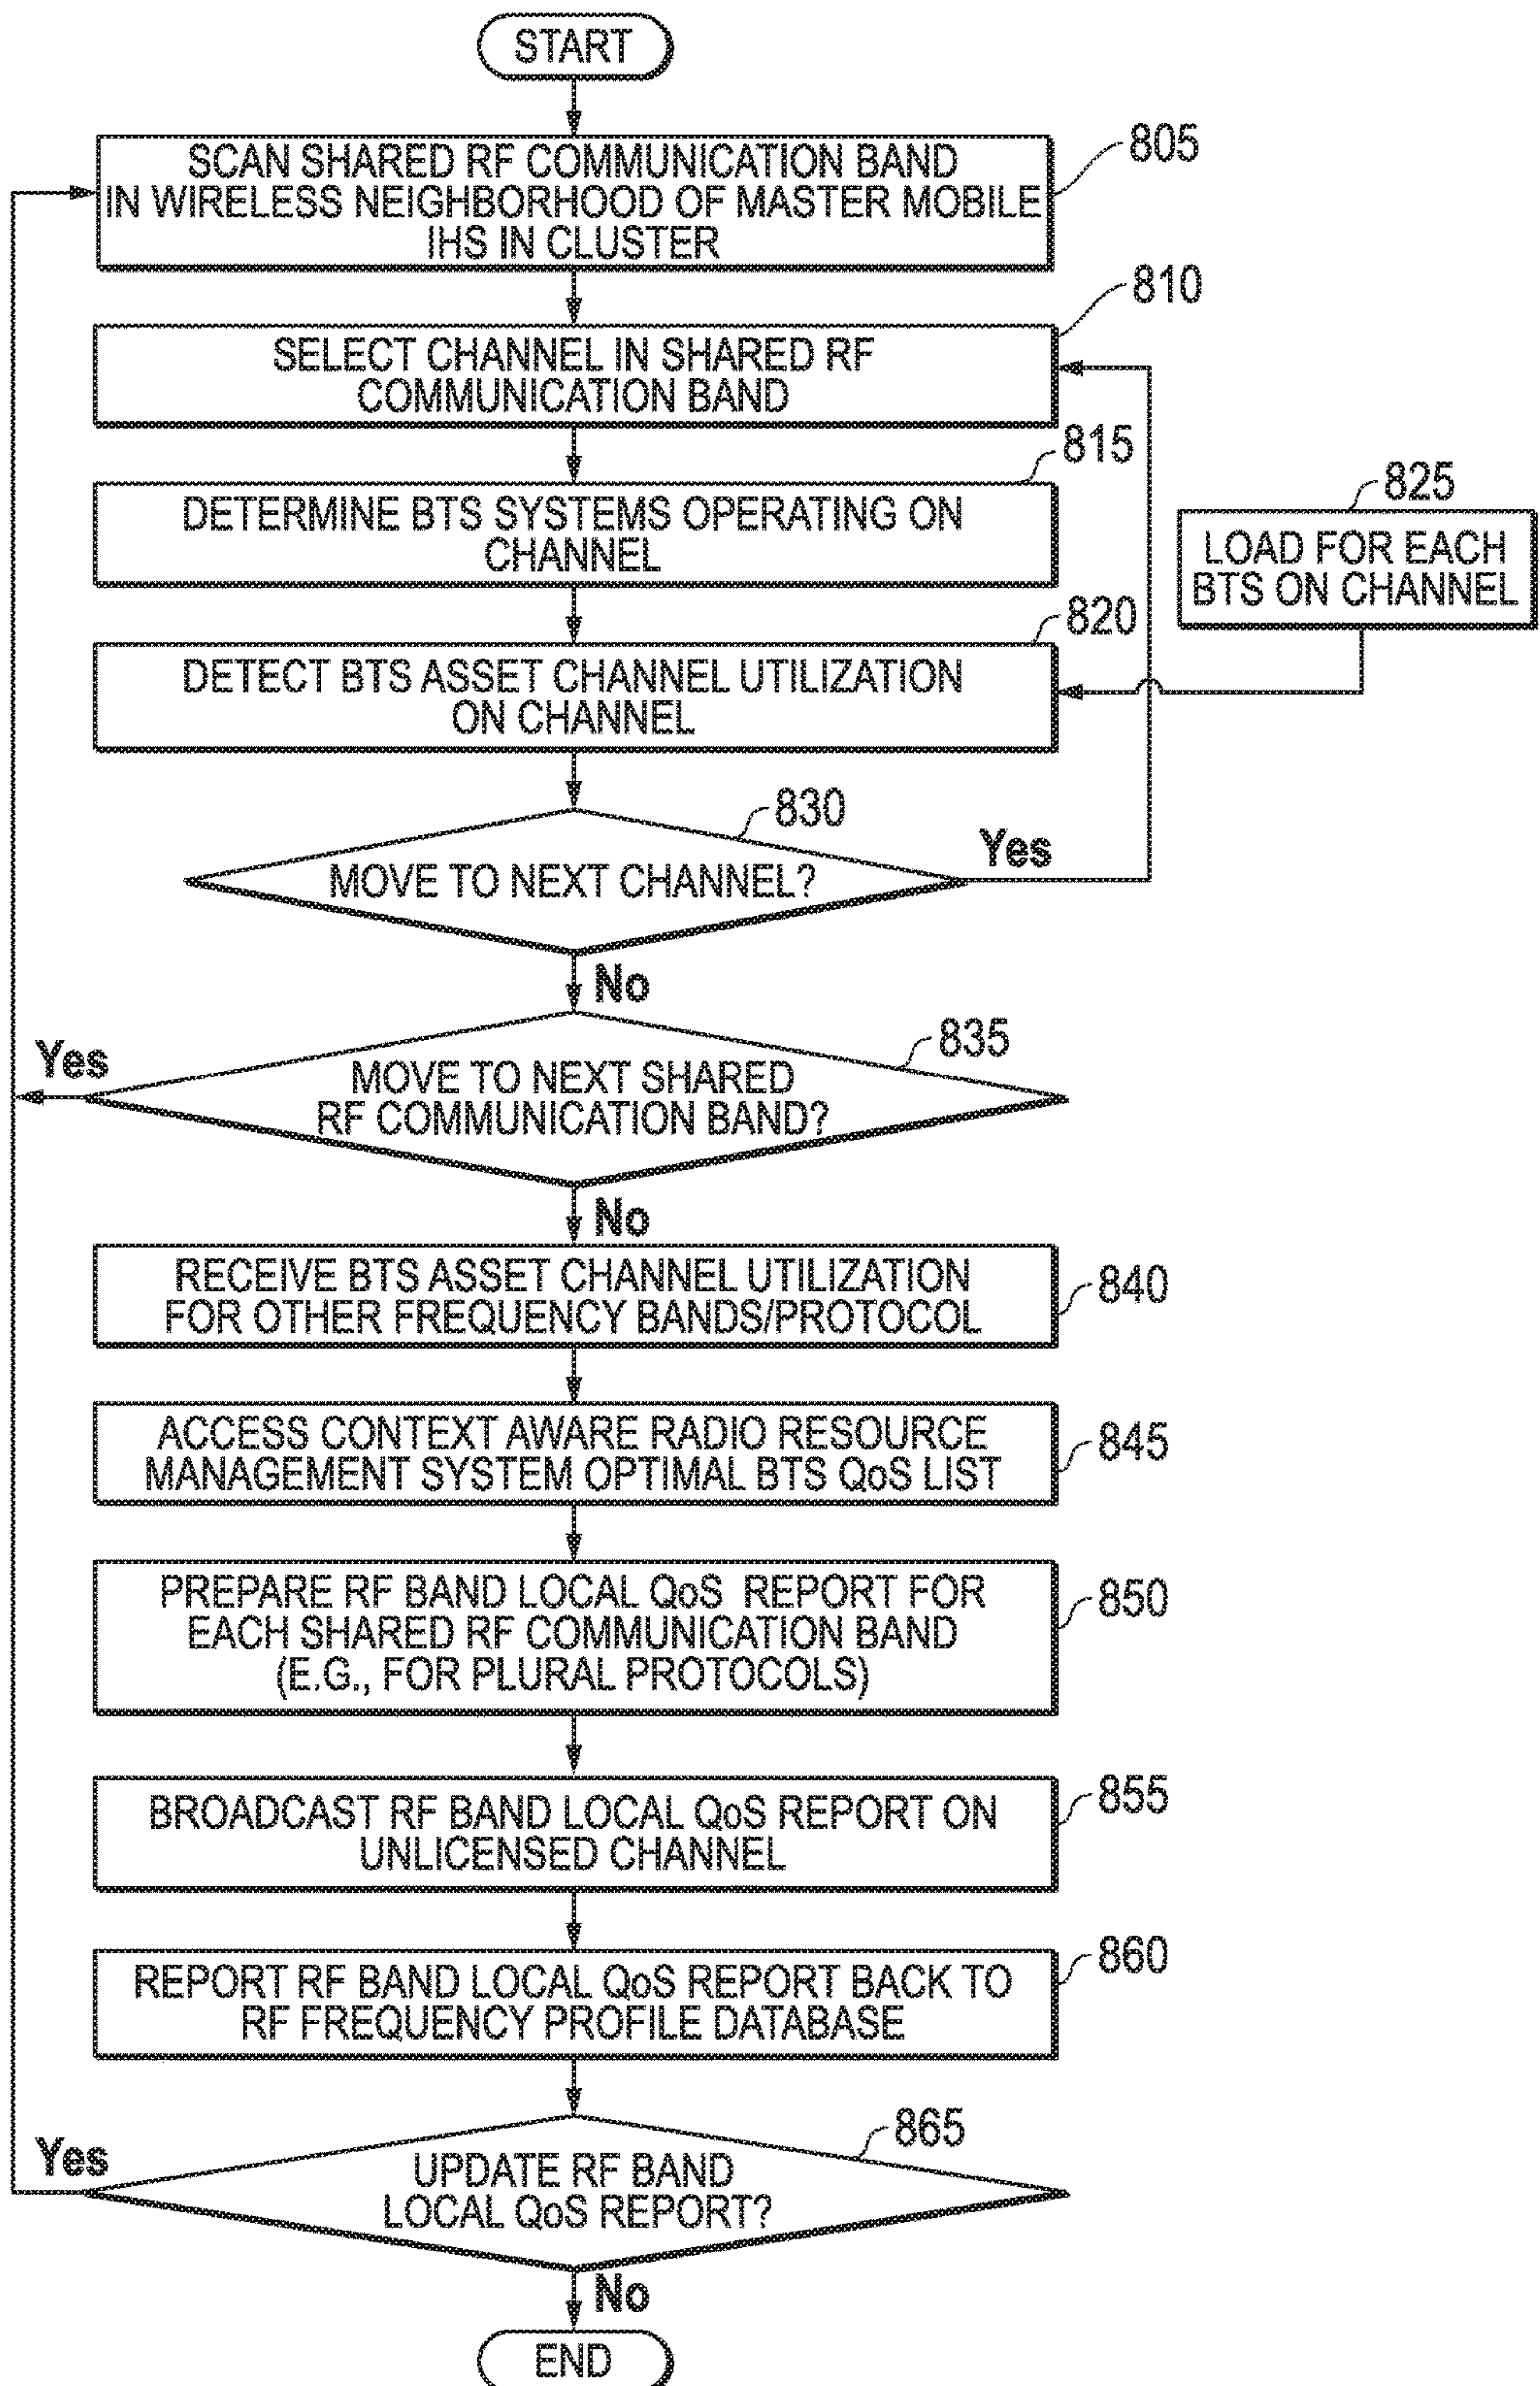 START
SCAN SHARED RF COMMUNICATION BAND
IN WIRELESS NEIGHBORHOOD OF MASTER MOBILE
IHS IN CLUSTER
805
810
SELECT CHANNEL IN SHARED RF
COMMUNICATION BAND
815
DETERMINE BTS SYSTEMS OPERATING ON
CHANNEL
825
LOAD FOR EACH
BTS ON CHANNEL
820
DETECT BTS ASSET CHANNEL UTILIZATION
ON CHANNEL
830
MOVE TO NEXT CHANNEL?
Yes
No
835
Yes
MOVE TO NEXT SHARED
RF COMMUNICATION BAND?
No
RECEIVE BTS ASSET CHANNEL UTILIZATION
FOR OTHER FREQUENCY BANDS/PROTOCOL
840
ACCESS CONTEXT AWARE RADIO RESOURCE
MANAGEMENT SYSTEM OPTIMAL BTS QoS LIST
845
PREPARE RF BAND LOCAL QoS REPORT FOR
EACH SHARED RF COMMUNICATION BAND
(E.G., FOR PLURAL PROTOCOLS)
850
BROADCAST RF BAND LOCAL QoS REPORT ON
UNLICENSED CHANNEL
855
REPORT RF BAND LOCAL QoS REPORT BACK TO
RF FREQUENCY PROFILE DATABASE
860
865
Yes
UPDATE RF BAND
LOCAL QoS REPORT?
No
END